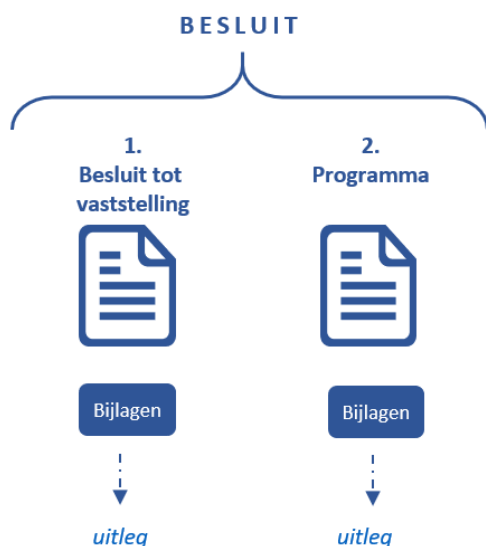 BESLUIT
1.
Besluit tot
vaststelling
2.
Programma
Bijlagen
Bijlagen
uitleg
uitleg